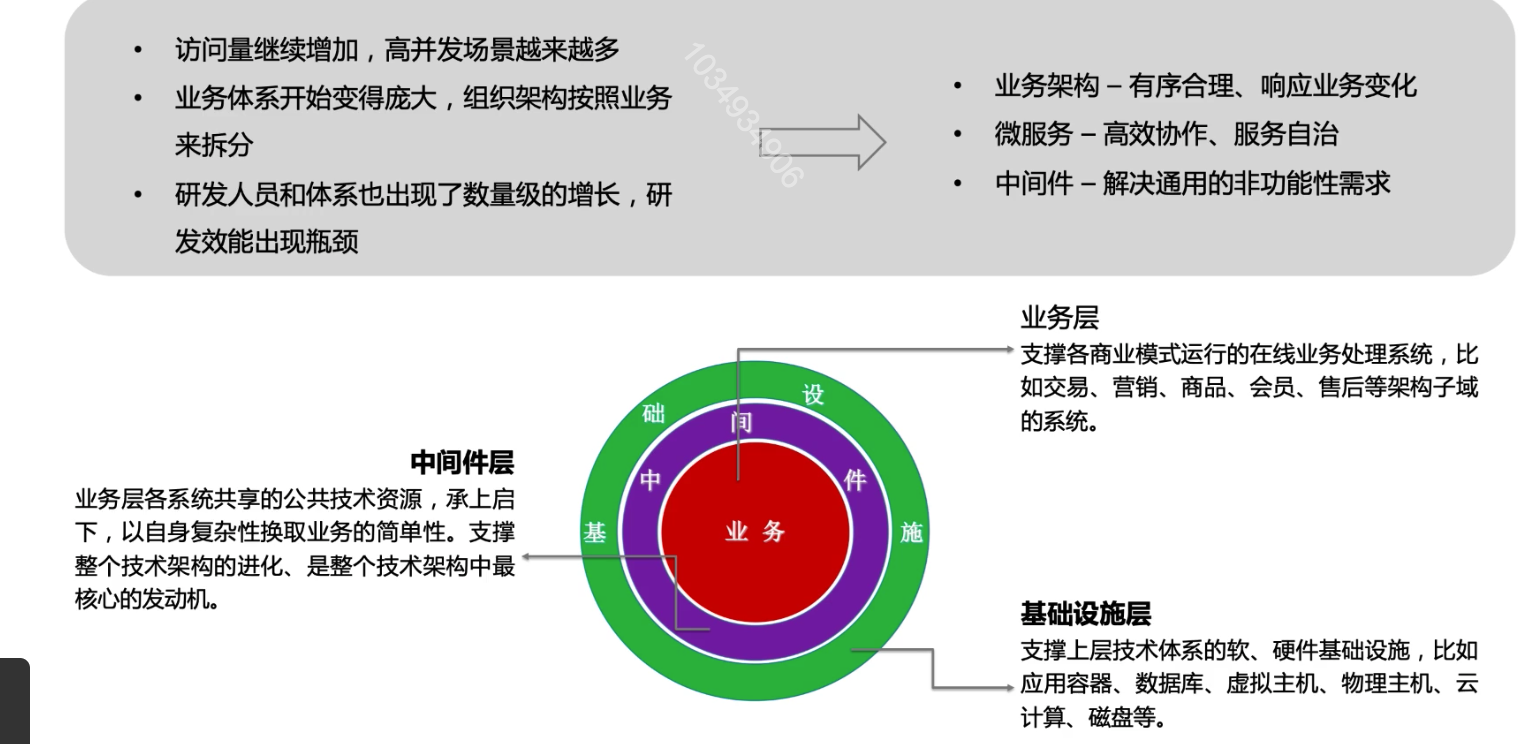 • 访问量继续增加，高并发场景越来越多
• 业务体系开始变得庞大，组织架构按照业务
来拆分
• 研发人员和体系也出现了数量级的增长，研
发效能出现瓶颈
1034934906
• 业务架构 – 有序合理、响应业务变化
• 微服务 – 高效协作、服务自治
• 中间件 – 解决通用的非功能性需求
业务层
支撑各商业模式运行的在线业务处理系统，比
如交易、营销、商品、会员、售后等架构子域
的系统。
中间件层
业务层各系统共享的公共技术资源，承上启
下，以自身复杂性换取业务的简单性。支撑
整个技术架构的进化、是整个技术架构中最
核心的发动机。
基础设施
中间件
业务
基础设施层
支撑上层技术体系的软、硬件基础设施，比如
应用容器、数据库、虚拟主机、物理主机、云
计算、磁盘等。